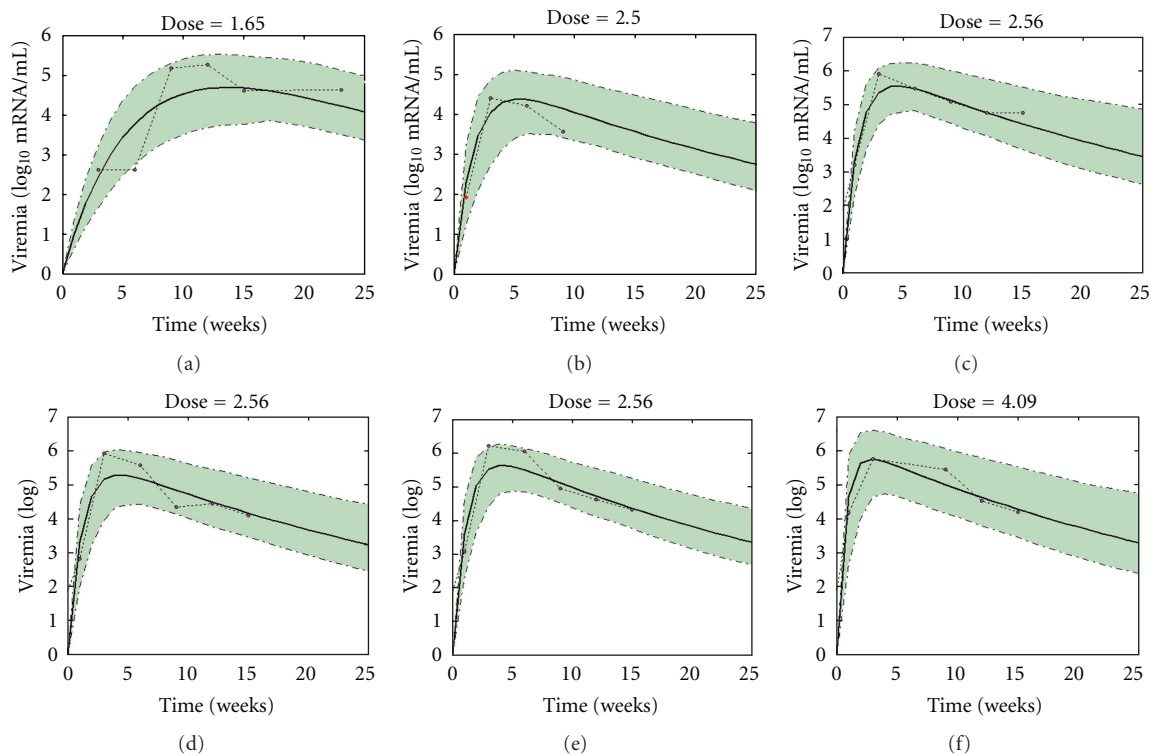 Dose = 1.65
Viremia (log10 mRNA/mL)
6
5
4
3
2
1
0
0 5 10 15 20 25
Time (weeks)
(a)
Dose = 2.5
Viremia (log10 mRNA/mL)
6
5
4
3
2
1
0
0 5 10 15 20 25
Time (weeks)
(b)
Dose = 2.56
Viremia (log10 mRNA/mL)
7
6
5
4
3
2
1
0
0 5 10 15 20 25
Time (weeks)
(c)
Dose = 2.56
Viremia (log)
7
6
5
4
3
2
1
0
0 5 10 15 20 25
Time (weeks)
(d)
Dose = 2.56
Viremia (log)
7
6
5
4
3
2
1
0
0 5 10 15 20 25
Time (weeks)
(e)
Dose = 4.09
Viremia (log)
7
6
5
4
3
2
1
0
0 5 10 15 20 25
Time (weeks)
(f)